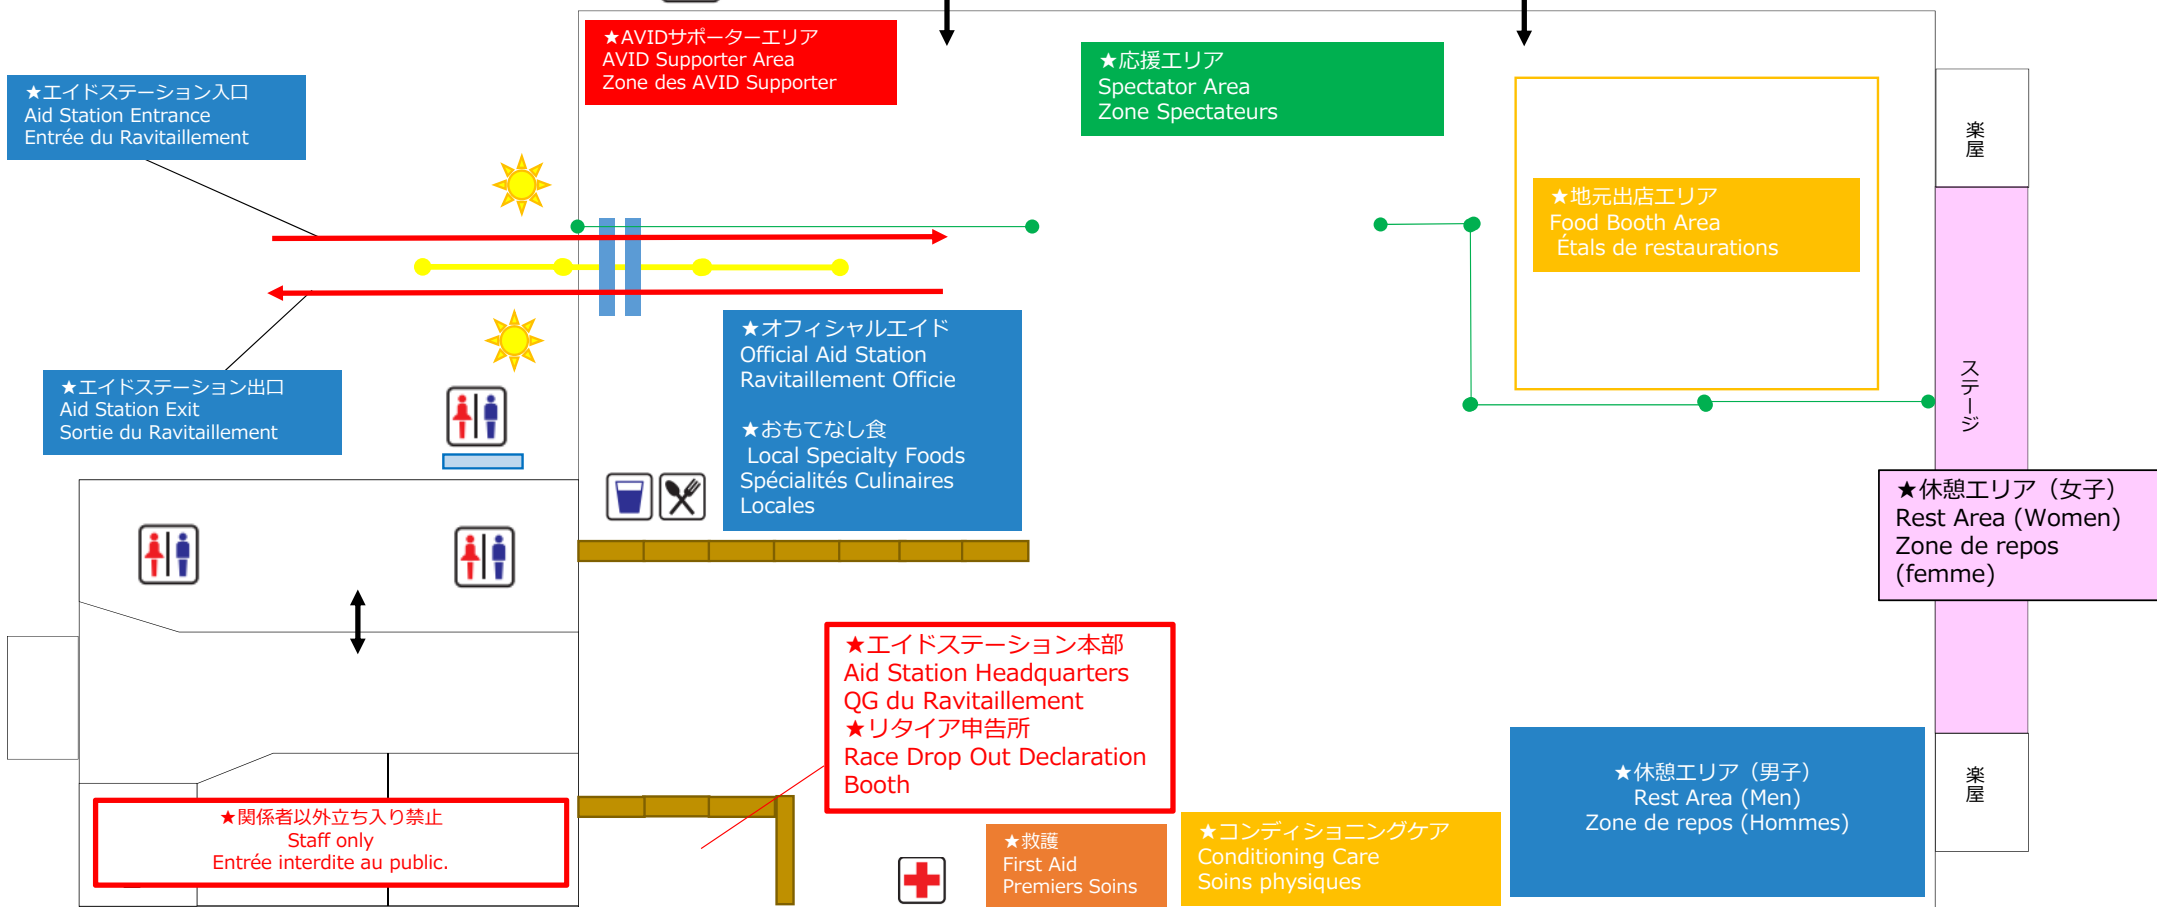 ★AVIDサポーターエリア
AVID Supporter Area
Zone des AVID Supporter
★応援エリア
Spectator Area
Zone Spectateurs
★エイドステーション入口
Aid Station Entrance
Entrée du Ravitaillement
楽屋
★地元出店エリア
Food Booth Area
Étals de restaurations
★オフィシャルエイド
Official Aid Station
Ravitaillement Officie
★おもてなし食
Local Specialty Foods
Spécialités Culinaires
Locales
★エイドステーション出口
Aid Station Exit
Sortie du Ravitaillement
ステージ
★休憩エリア（女子）
Rest Area (Women)
Zone de repos
(femme)
★エイドステーション本部
Aid Station Headquarters
QG du Ravitaillement
★リタイア申告所
Race Drop Out Declaration
Booth
★休憩エリア（男子）
Rest Area (Men)
Zone de repos (Hommes)
楽屋
★関係者以外立ち入り禁止
Staff only
Entrée interdite au public.
★救護
First Aid
Premiers Soins
★コンディショニングケア
Conditioning Care
Soins physiques